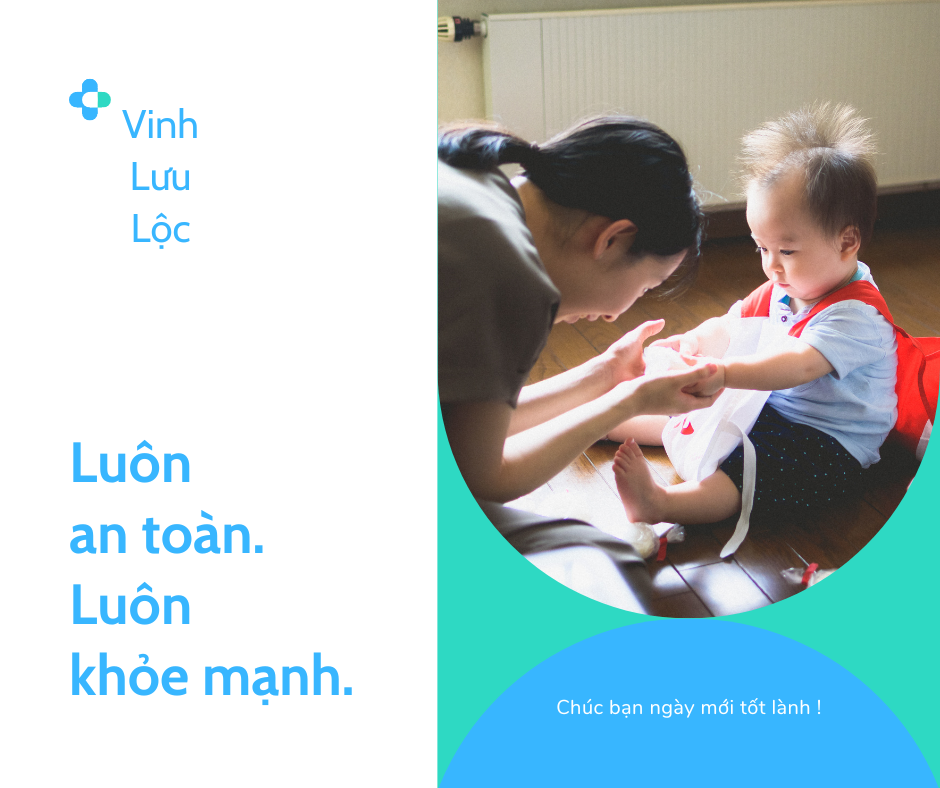 Vinh
Lưu
Lộc
Luôn
an toàn.
Luôn
khỏe mạnh.
Chúc bạn ngày mới tốt lành !